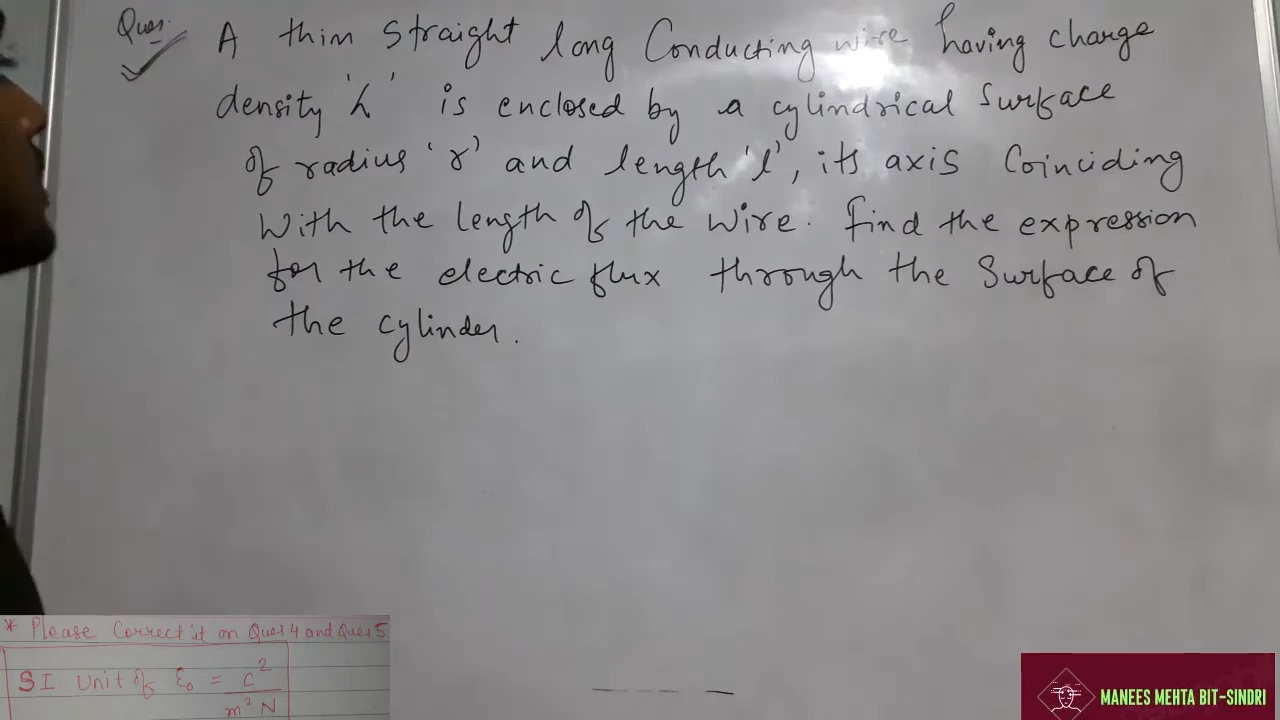 Ques.
A thin straight long Conducting wire having charge
density 'λ' is enclosed by a cylindrical surface
of radius 'r' and length 'l', its axis Coinciding
With the length of the wire. Find the expression
for the electric flux through the Surface of
the cylinder.
* Please Correct it on Ques 4 and Ques 5
SI Unit of ε₀ = C²/m²N
MANEES MEHTA BIT-SINDRI